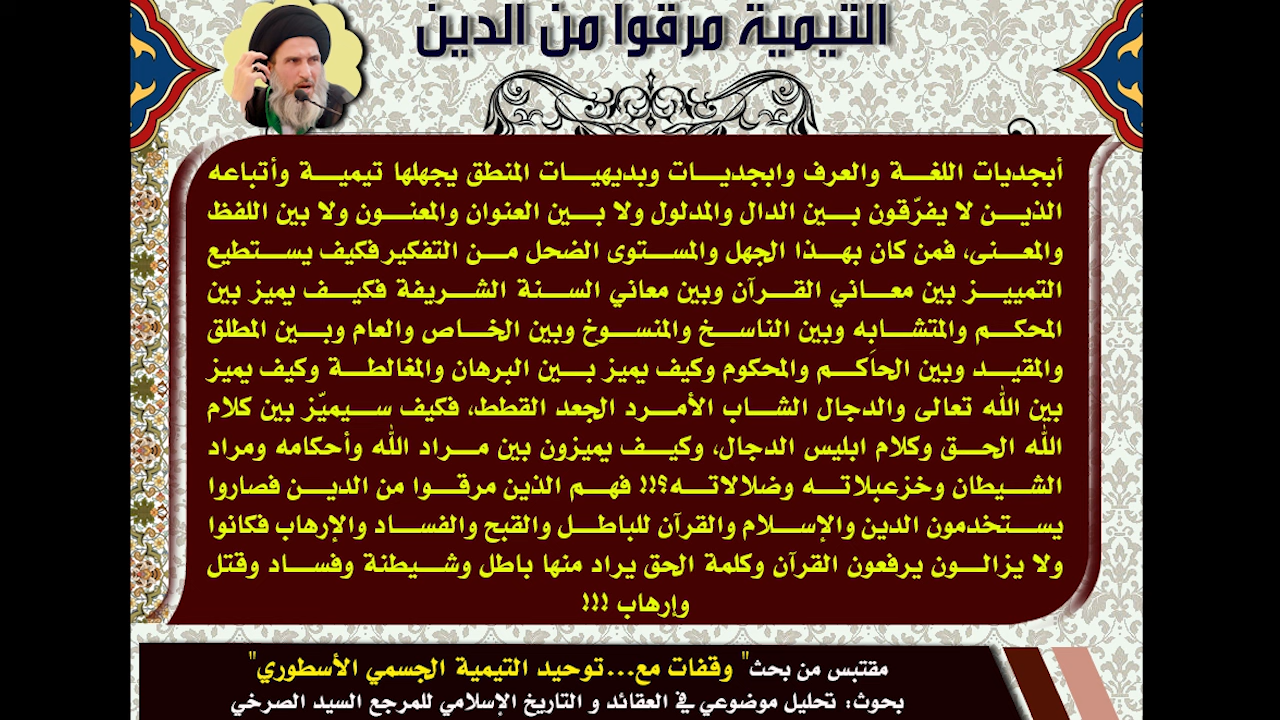 التيمية مرقوا من الدين
أبجديات اللغة والعرف وابجديات وبديهيات المنطق يجهلها تيمية وأتباعه
الذين لا يفرّقون بين الدال والمدلول ولا بين العنوان والمعنون ولا بين اللفظ
والمعنى، فمن كان بهذا الجهل والمستوى الضحل من التفكير فكيف يستطيع
التمييز بين معاني القرآن وبين معاني السنة الشريفة فكيف يميز بين
المحكم والمتشابه وبين الناسخ والمنسوخ وبين الخاص والعام وبين المطلق
والمقيد وبين الحَاكم والمحكوم وكيف يميز بين البرهان والمغالطة وكيف يميز
بين الله تعالى والدجال الشاب الأمرد الجعد القطط، فكيف سيميّز بين كلام
الله الحق وكلام ابليس الدجال، وكيف يميزون بين مراد الله وأحكامه ومراد
الشيطان وخزعبلاته وضلالاته؟!! فهم الذين مرقوا من الدين فصاروا
يستخدمون الدين والإسلام والقرآن للباطل والقبح والفساد والإرهاب فكانوا
ولا يزالون يرفعون القرآن وكلمة الحق يراد منها باطل وشيطنة وفساد وقتل
وإرهاب !!!
مقتبس من بحث" وقفات مع...توحيد التيمية الجسمي الأسطوري"
بحوث: تحليل موضوعي في العقائد و التاريخ الإسلامي للمرجع السيد الصرخي